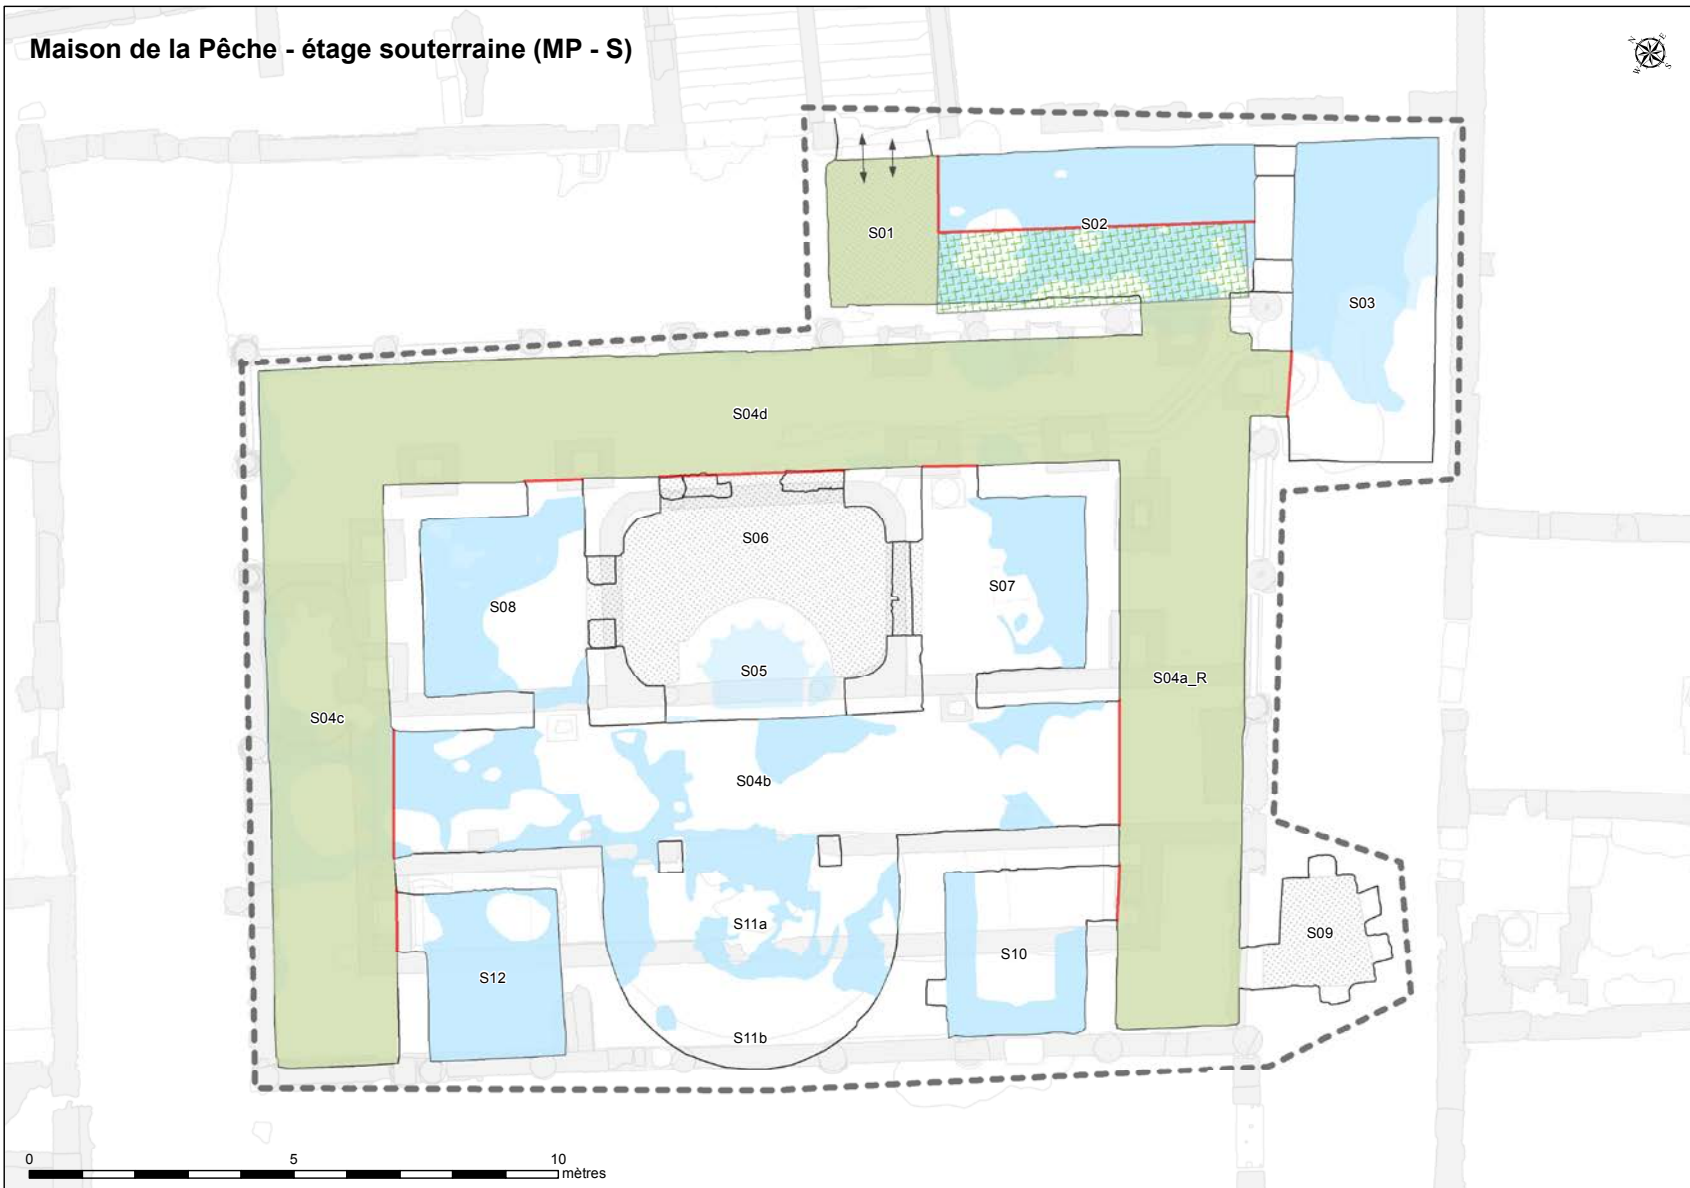 Maison de la Pêche - étage souterraine (MP - S)
N
E
W
S
S01
S02
S03
S04d
S06
S08
S07
S05
S04a_R
S04c
S04b
S11a
S09
S10
S12
S11b
0 5 10
mètres